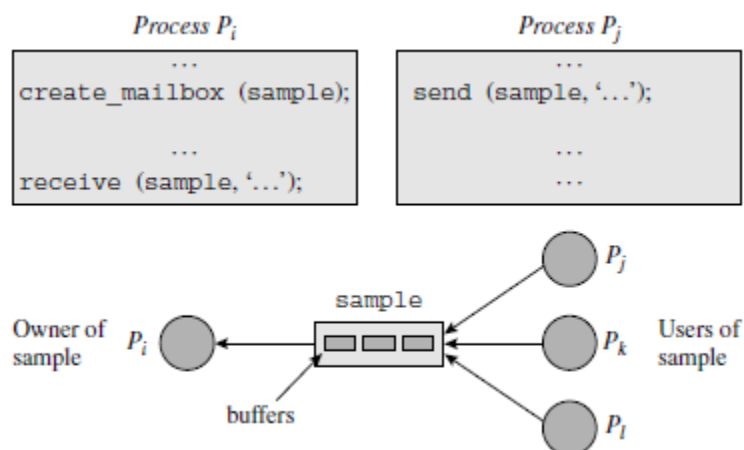 Process Pi
…
create_mailbox (sample);
…
receive (sample, ‘…’);
Process Pj
…
send (sample, ‘…’);
…
…
Owner of
sample
Pi
sample
buffers
Pj
Pk
Pl
Users of
sample